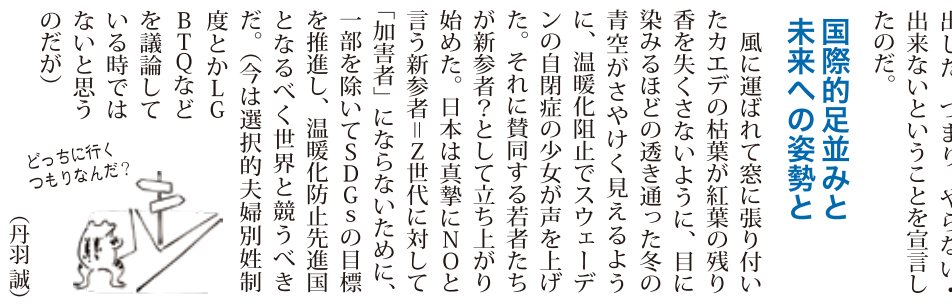 出来ないということを宣言し
たのだ。
国際的足並みと
未来への姿勢と
風に運ばれて窓に張り付い
たカエデの枯葉が紅葉の残り
香を失くさないように、目に
染みるほどの透き通った冬の
青空がさやけく見えるよう
に、温暖化阻止でスウェーデ
ンの自閉症の少女が声を上げ
た。それに賛同する若者たち
が新参者?として立ち上がり
始めた。日本は真摯にNOと
言う新参者=Z世代に対して
「加害者」にならないために、
一部を除いてSDGsの目標
を推進し、温暖化防止先進国
となるべく世界と競うべき
だ。(今は選択的夫婦別姓制
度とかLG
BTQなど
を議論して
いる時では
ないと思う
のだが)
どっちに行く
つもりなんだ?
(丹羽 誠)